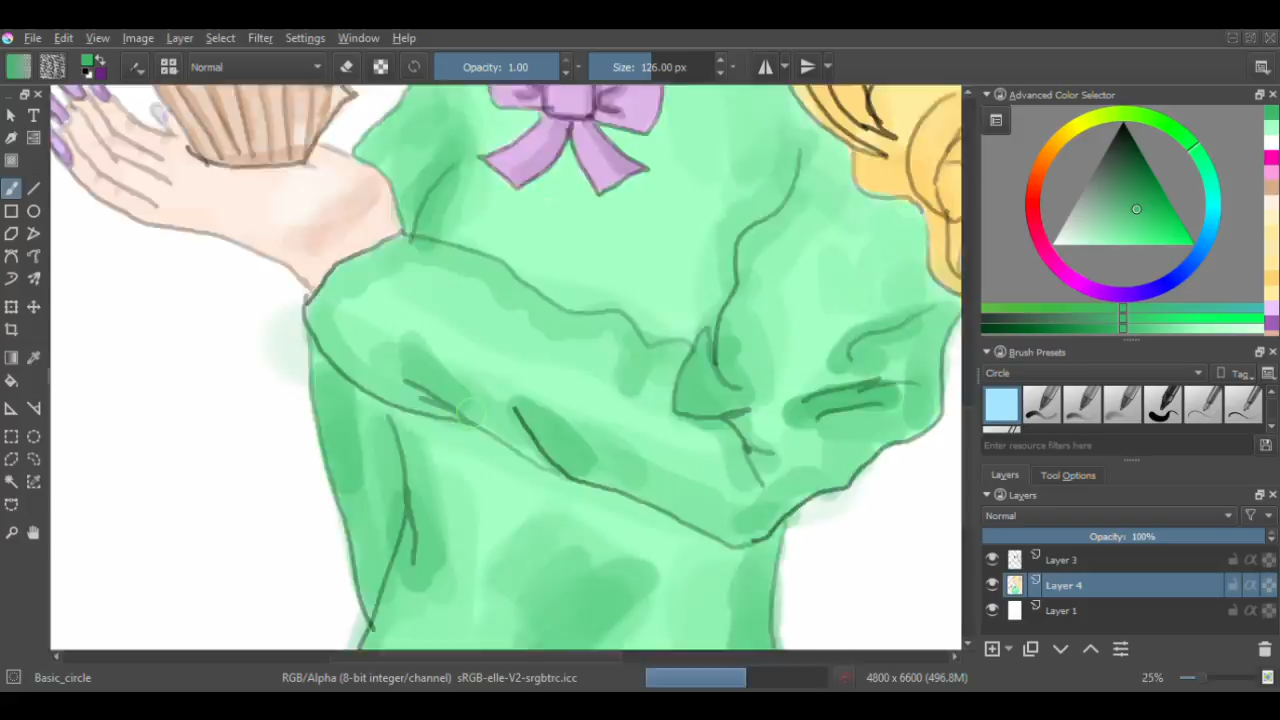 File Edit View Image Layer Select Filter Settings Window Help
Normal Opacity: 1.00 Size: 126.00 px
Advanced Color Selector
Brush Presets
Circle Tag
Enter resource filters here
Layers Tool Options
Layers
Normal
Opacity: 100%
Layer 3
Layer 4
Layer 1
Basic_circle RGB/Alpha (8-bit integer/channel) sRGB-elle-V2-srgbtrc.icc 4800 x 6600 (496.8M) 25%